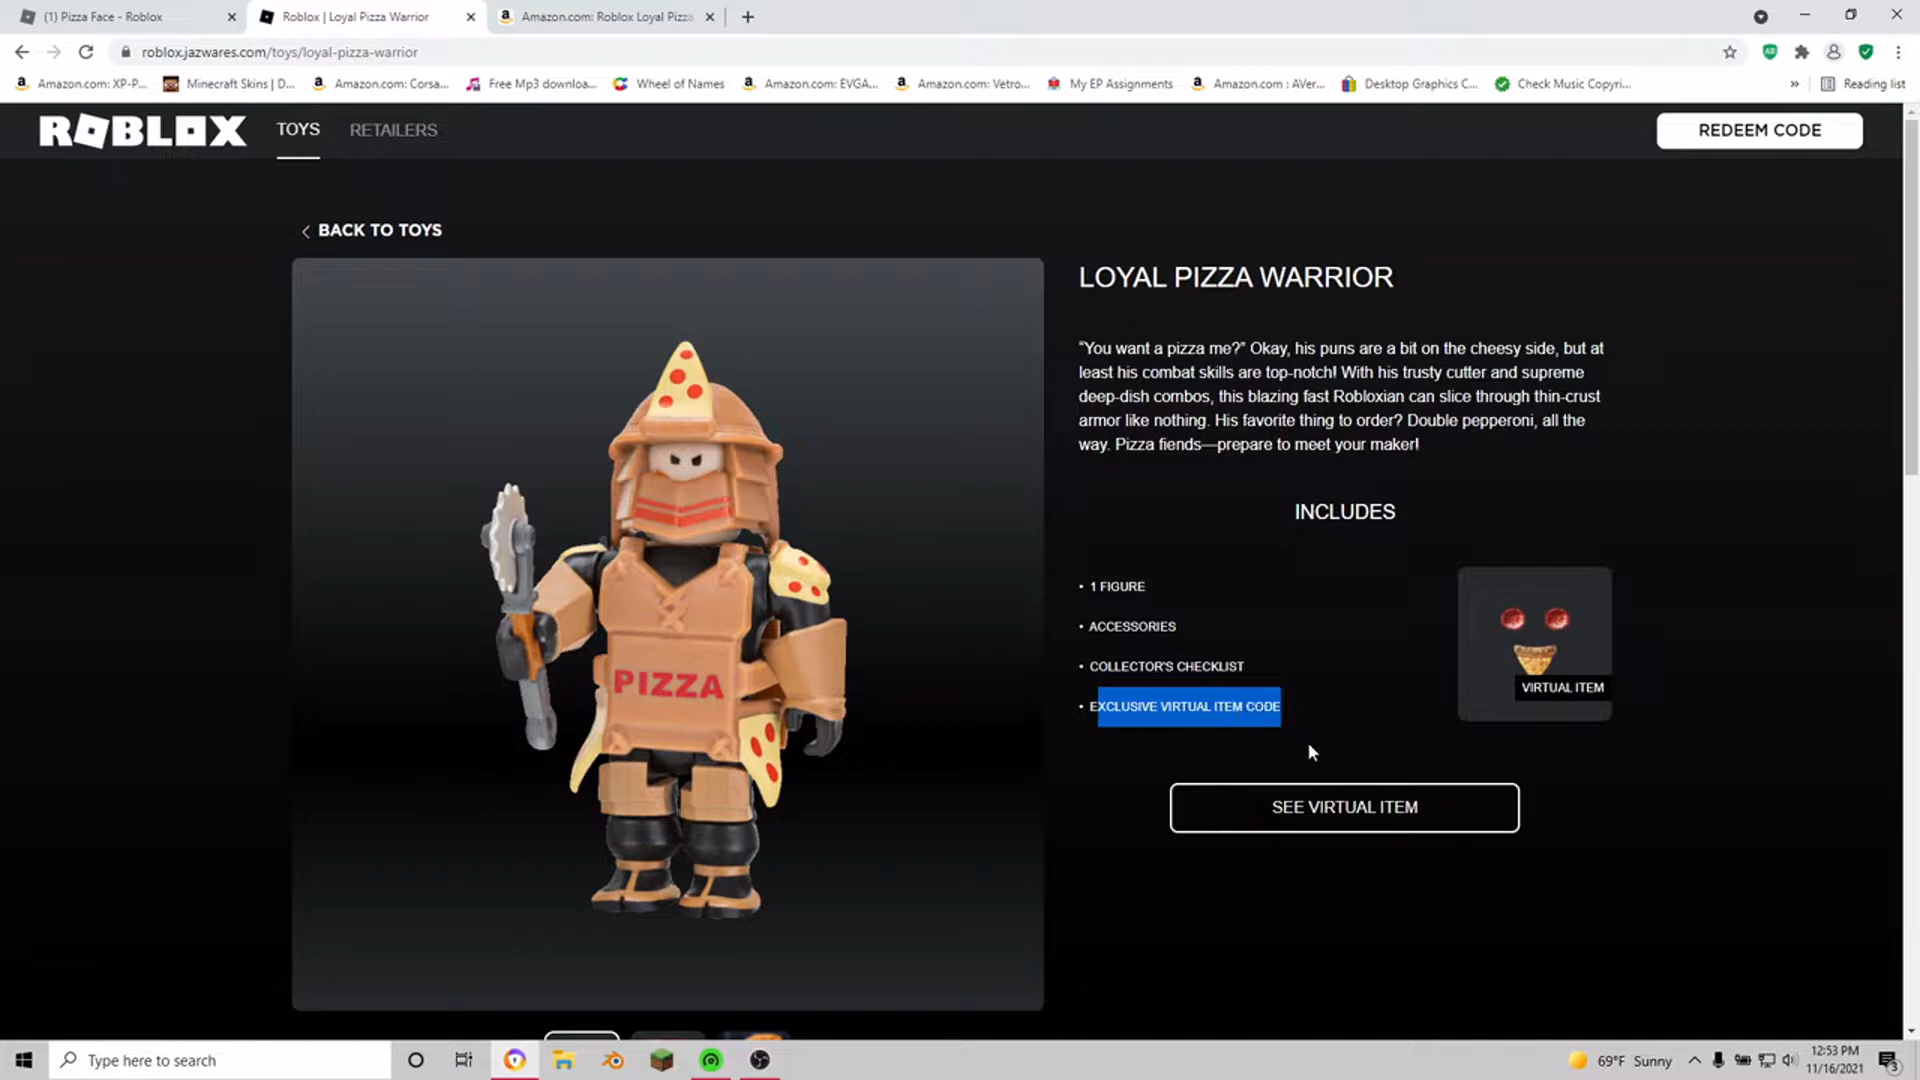 (1) Pizza Face - Roblox
Roblox | Loyal Pizza Warrior
Amazon.com: Roblox Loyal Pizza
roblox.jazwares.com/toys/loyal-pizza-warrior
Amazon.com: XP-P...
Minecraft Skins | D...
Amazon.com: Corsa...
Free Mp3 downloa...
Wheel of Names
Amazon.com: EVGA...
Amazon.com: Vetro...
My EP Assignments
Amazon.com : AVer...
Desktop Graphics C...
Check Music Copyri...
»
Reading list
ROBLOX
TOYS
RETAILERS
REDEEM CODE
BACK TO TOYS
LOYAL PIZZA WARRIOR
“You want a pizza me?” Okay, his puns are a bit on the cheesy side, but at
least his combat skills are top-notch! With his trusty cutter and supreme
deep-dish combos, this blazing fast Robloxian can slice through thin-crust
armor like nothing. His favorite thing to order? Double pepperoni, all the
way. Pizza fiends—prepare to meet your maker!
INCLUDES
• 1 FIGURE
• ACCESSORIES
• COLLECTOR'S CHECKLIST
• EXCLUSIVE VIRTUAL ITEM CODE
VIRTUAL ITEM
SEE VIRTUAL ITEM
PIZZA
Type here to search
69°F Sunny
12:53 PM
11/16/2021
3